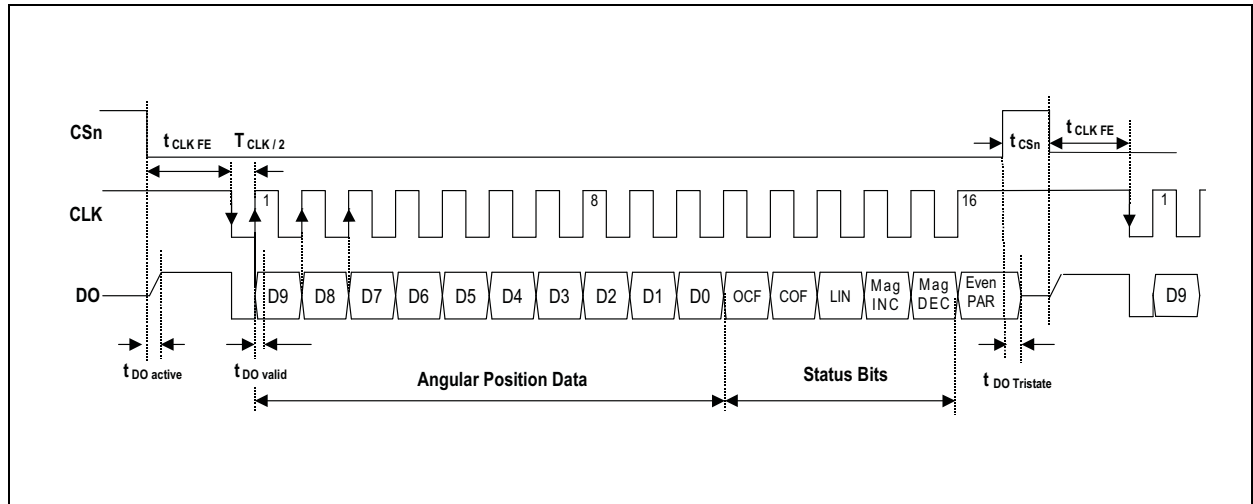 CSn
t CLK FE
T CLK / 2
t CSn
t CLK FE
CLK
1
8
16
1
DO
D9
D8
D7
D6
D5
D4
D3
D2
D1
D0
OCF
COF
LIN
Mag
INC
Mag
DEC
Even
PAR
D9
t DO active
t DO valid
Angular Position Data
Status Bits
t DO Tristate